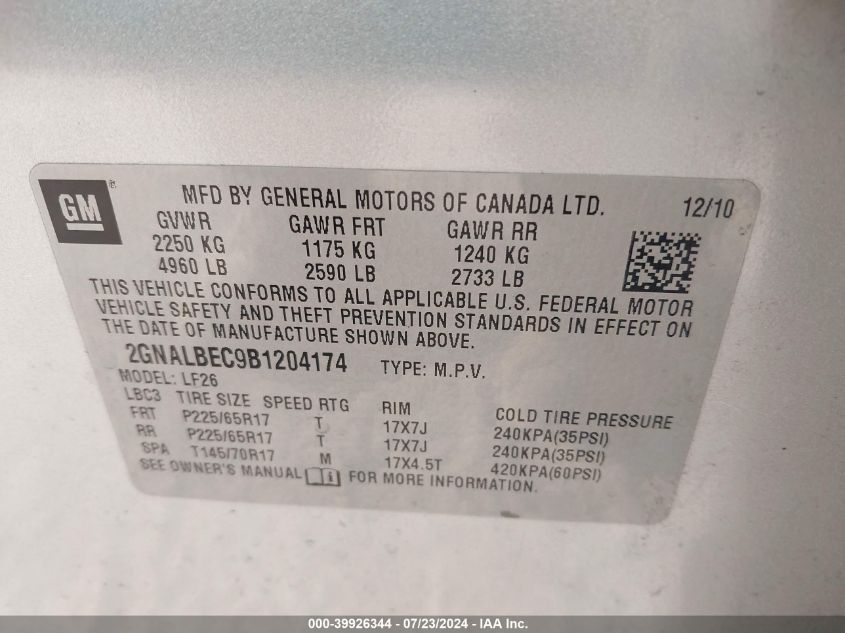 GM®
MFD BY GENERAL MOTORS OF CANADA LTD. 12/10
GVWR GAWR FRT GAWR RR
2250 KG 1175 KG 1240 KG
4960 LB 2590 LB 2733 LB
THIS VEHICLE CONFORMS TO ALL APPLICABLE U.S. FEDERAL MOTOR
VEHICLE SAFETY AND THEFT PREVENTION STANDARDS IN EFFECT ON
THE DATE OF MANUFACTURE SHOWN ABOVE.
2GNALBEC9B1204174 TYPE: M.P.V.
MODEL: LF26
LBC3 TIRE SIZE SPEED RTG RIM COLD TIRE PRESSURE
FRT P225/65R17 T 17X7J 240KPA(35PSI)
RR P225/65R17 T 17X7J 240KPA(35PSI)
SPA T145/70R17 M 17X4.5T 420KPA(60PSI)
SEE OWNER'S MANUAL FOR MORE INFORMATION.
000-39926344 / 07/23/2024 - IAA Inc.